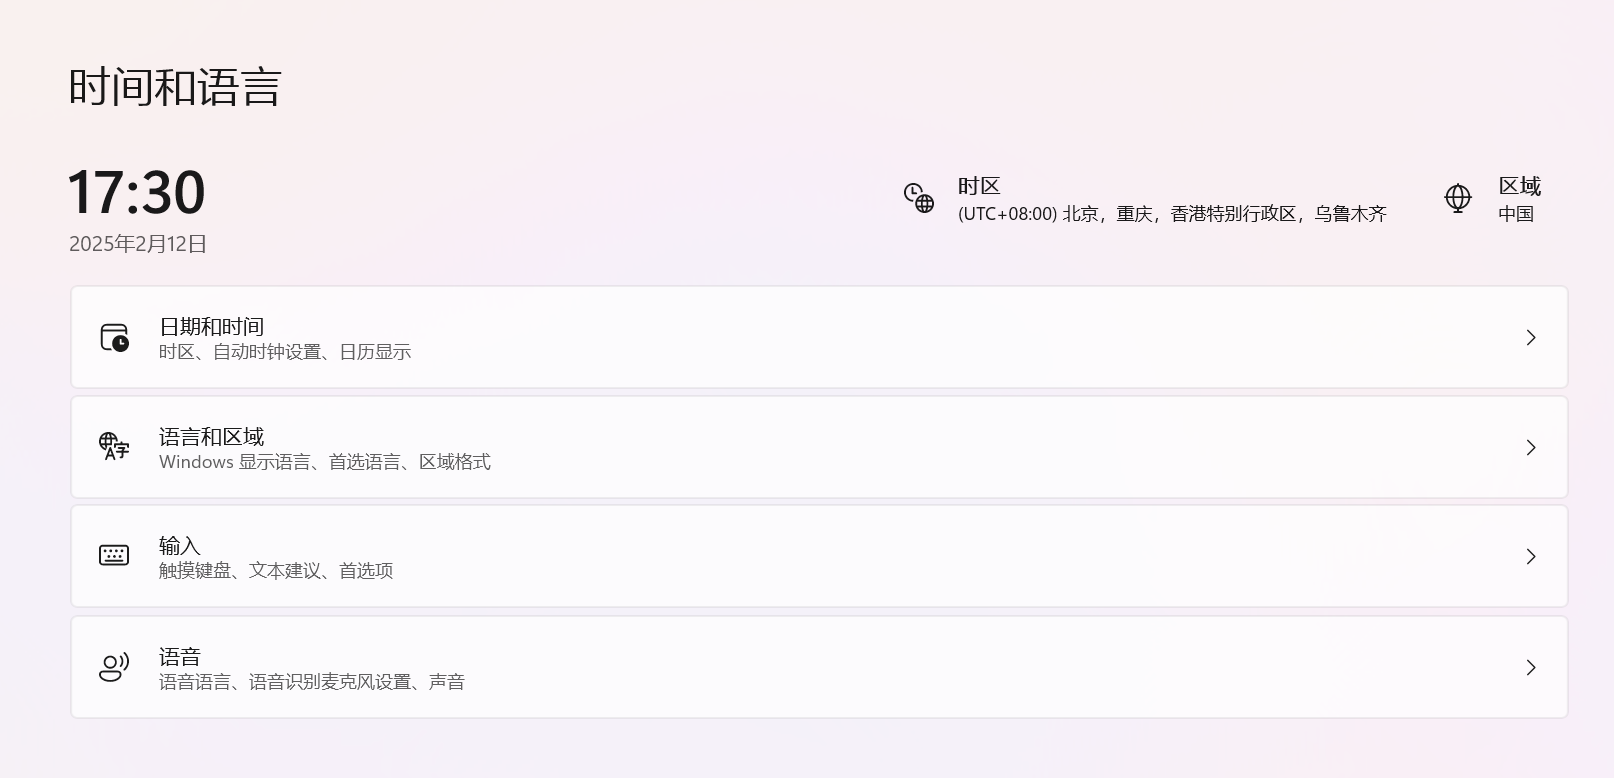 时间和语言
17:30
2025年2月12日
时区
(UTC+08:00) 北京，重庆，香港特别行政区，乌鲁木齐
区域
中国
日期和时间
时区、自动时钟设置、日历显示
语言和区域
Windows 显示语言、首选语言、区域格式
输入
触摸键盘、文本建议、首选项
语音
语音语言、语音识别麦克风设置、声音